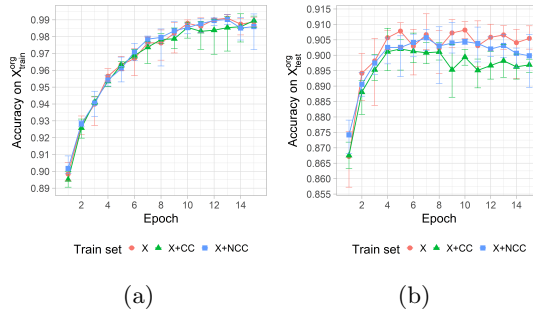 Accuracy on X^org_train
0.99
0.98
0.97
0.96
0.95
0.94
0.93
0.92
0.91
0.90
0.89
2 4 6 8 10 12 14
Epoch
Train set X X+CC X+NCC
(a)
Accuracy on X^org_test
0.915
0.910
0.905
0.900
0.895
0.890
0.885
0.880
0.875
0.870
0.865
0.860
0.855
2 4 6 8 10 12 14
Epoch
Train set X X+CC X+NCC
(b)